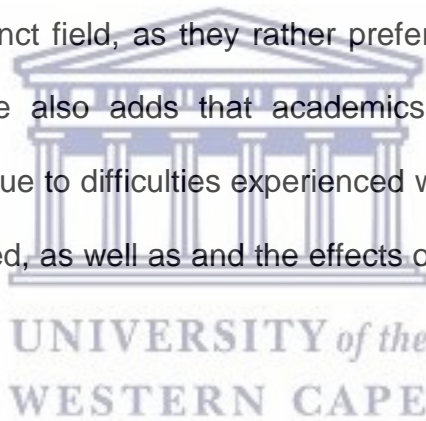 nct field, as they rather prefer
e also adds that academics
ue to difficulties experienced w
ed, as well as and the effects o
UNIVERSITY of the
WESTERN CAPE